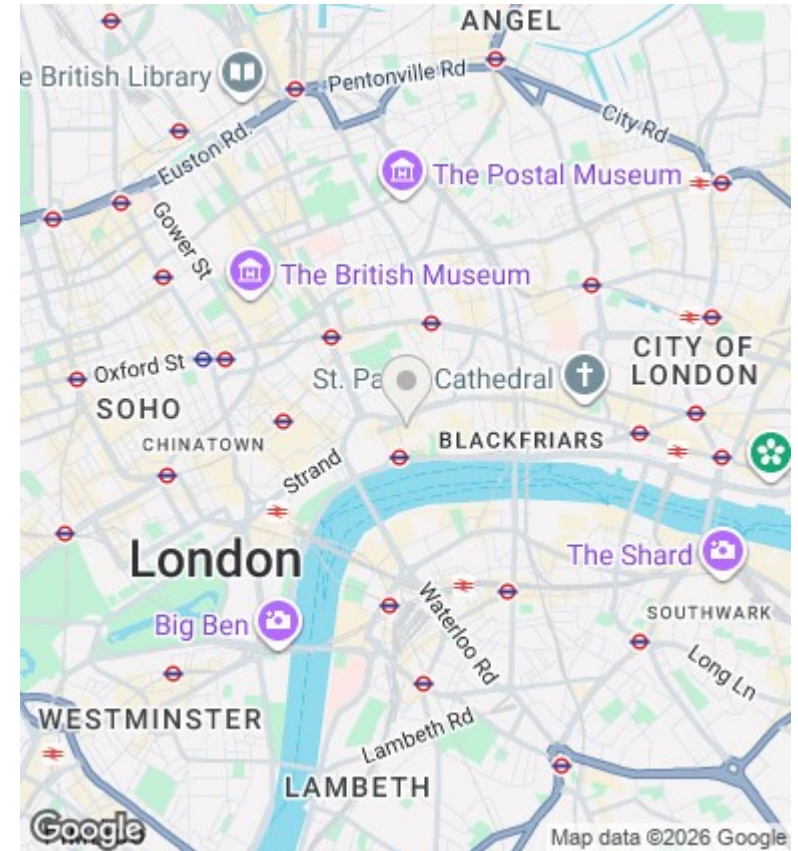 ANGEL
e British Library
Pentonville Rd
City Rd
Euston Rd.
The Postal Museum
Gower St
The British Museum
CITY OF
LONDON
Oxford St
St. Pa Cathedral
SOHO
CHINATOWN
BLACKFRIARS
Strand
London
The Shard
Big Ben
Waterloo Rd
SOUTHWARK
Long Ln
WESTMINSTER
Lambeth Rd
LAMBETH
Google
Map data ©2026 Google